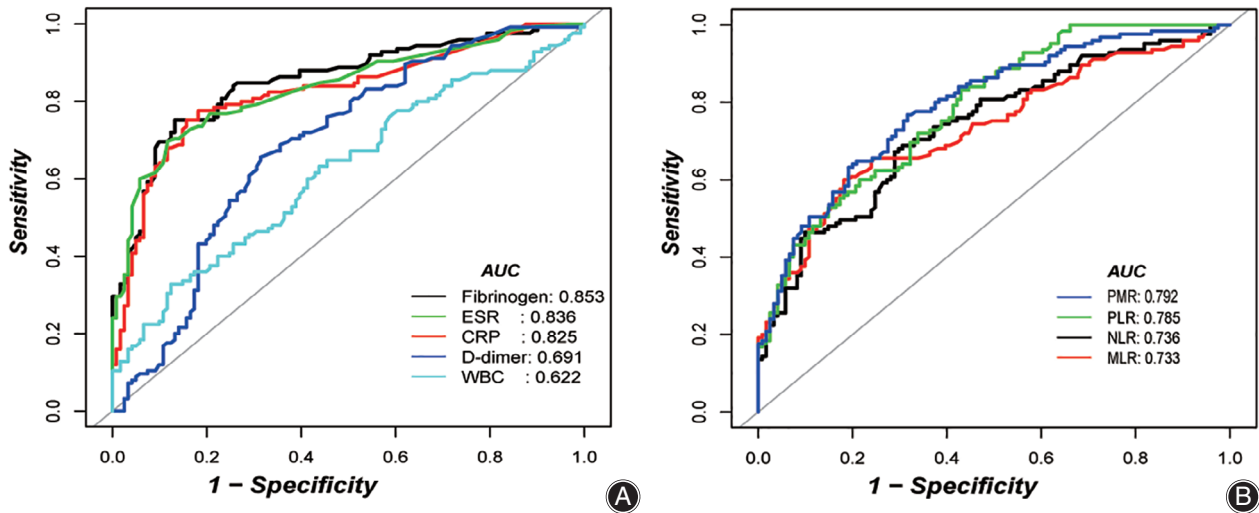 1.0
0.8
0.6
0.4
0.2
0.0
Sensitivity
AUC
Fibrinogen: 0.853
ESR : 0.836
CRP : 0.825
D-dimer: 0.691
WBC : 0.622
0.0 0.2 0.4 0.6 0.8 1.0
1 − Specificity
A
1.0
0.8
0.6
0.4
0.2
0.0
Sensitivity
AUC
PMR: 0.792
PLR: 0.785
NLR: 0.736
MLR: 0.733
0.0 0.2 0.4 0.6 0.8 1.0
1 − Specificity
B